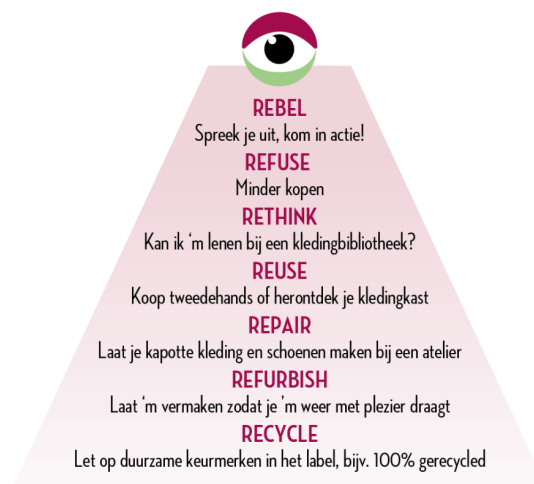 REBEL
Spreek je uit, kom in actie!
REFUSE
Minder kopen
RETHINK
Kan ik ‘m lenen bij een kledingbibliotheek?
REUSE
Koop tweedehands of herontdek je kledingkast
REPAIR
Laat je kapotte kleding en schoenen maken bij een atelier
REFURBISH
Laat ‘m vermaken zodat je ’m weer met plezier draagt
RECYCLE
Let op duurzame keurmerken in het label, bijv. 100% gerecycled